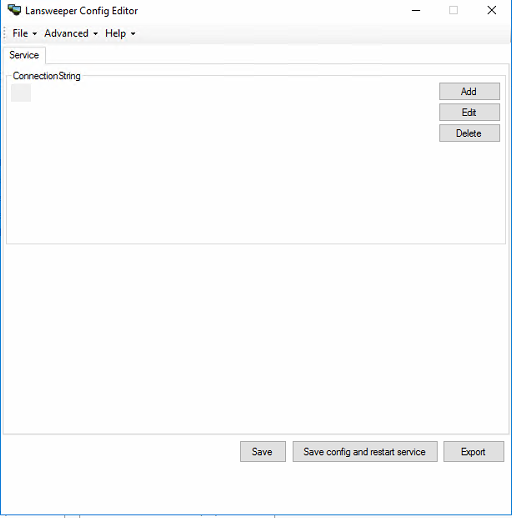 Lansweeper Config Editor
File Advanced Help
Service
ConnectionString
Add
Edit
Delete
Save Save config and restart service Export